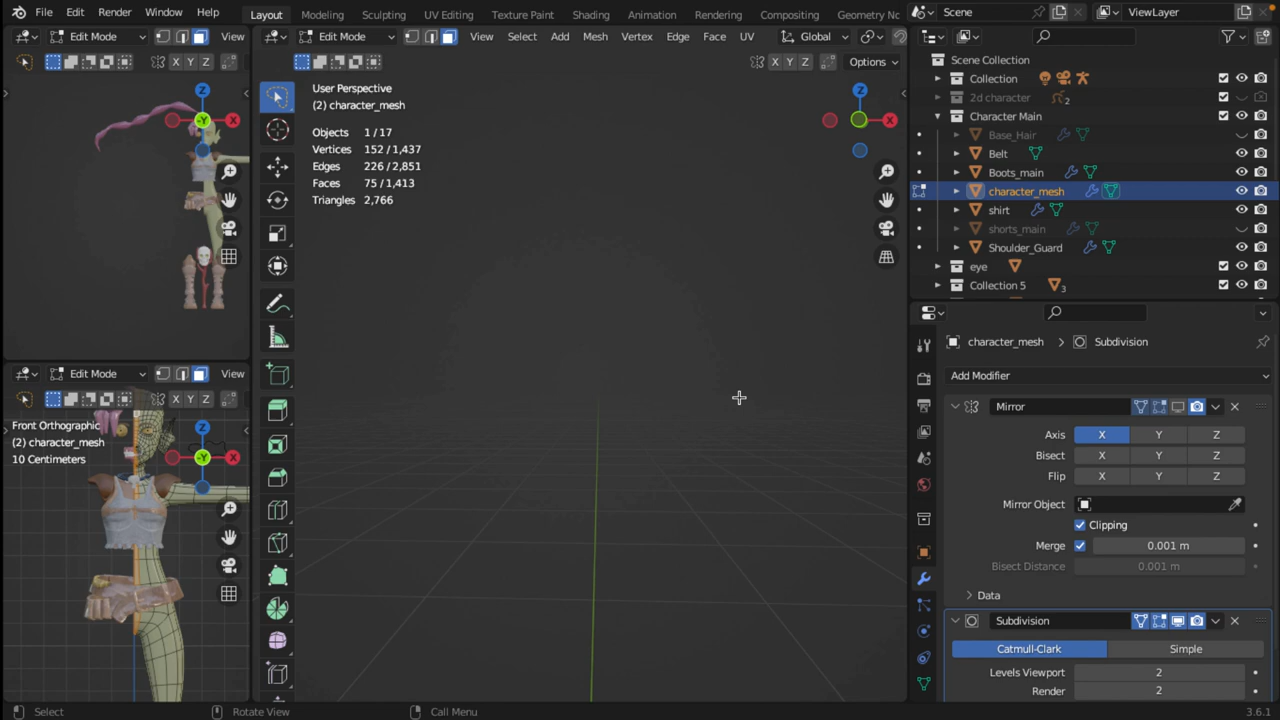 File Edit Render Window Help Layout Modeling Sculpting UV Editing Texture Paint Shading Animation Rendering Compositing Geometry No Scene ViewLayer
Edit Mode View
Edit Mode View Select Add Mesh Vertex Edge Face UV Global
X Y Z
X Y Z Options
Z
-Y X
User Perspective
(2) character_mesh
Objects 1 / 17
Vertices 152 / 1,437
Edges 226 / 2,851
Faces 75 / 1,413
Triangles 2,766
Z
X
Edit Mode View
X Y Z
Front Orthographic
(2) character_mesh
10 Centimeters
Z
-Y X
Scene Collection
Collection
2d character 2
Character Main
Base_Hair
Belt
Boots_main
character_mesh
shirt
shorts_main
Shoulder_Guard
eye
Collection 5 3
character_mesh Subdivision
Add Modifier
Mirror
Axis X Y Z
Bisect X Y Z
Flip X Y Z
Mirror Object
Clipping
Merge 0.001 m
Bisect Distance 0.001 m
Data
Subdivision
Catmull-Clark Simple
Levels Viewport 2
Render 2
Select Rotate View Call Menu 3.6.1